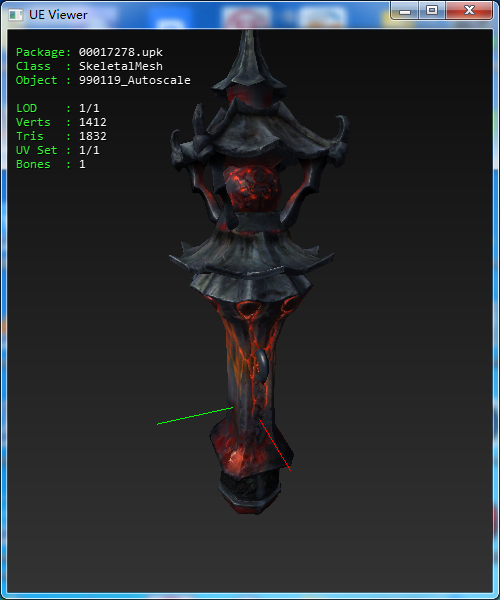 UE Viewer
Package: 00017278.upk
Class  : SkeletalMesh
Object : 990119_Autoscale
LOD    : 1/1
Verts  : 1412
Tris   : 1832
UV Set : 1/1
Bones  : 1